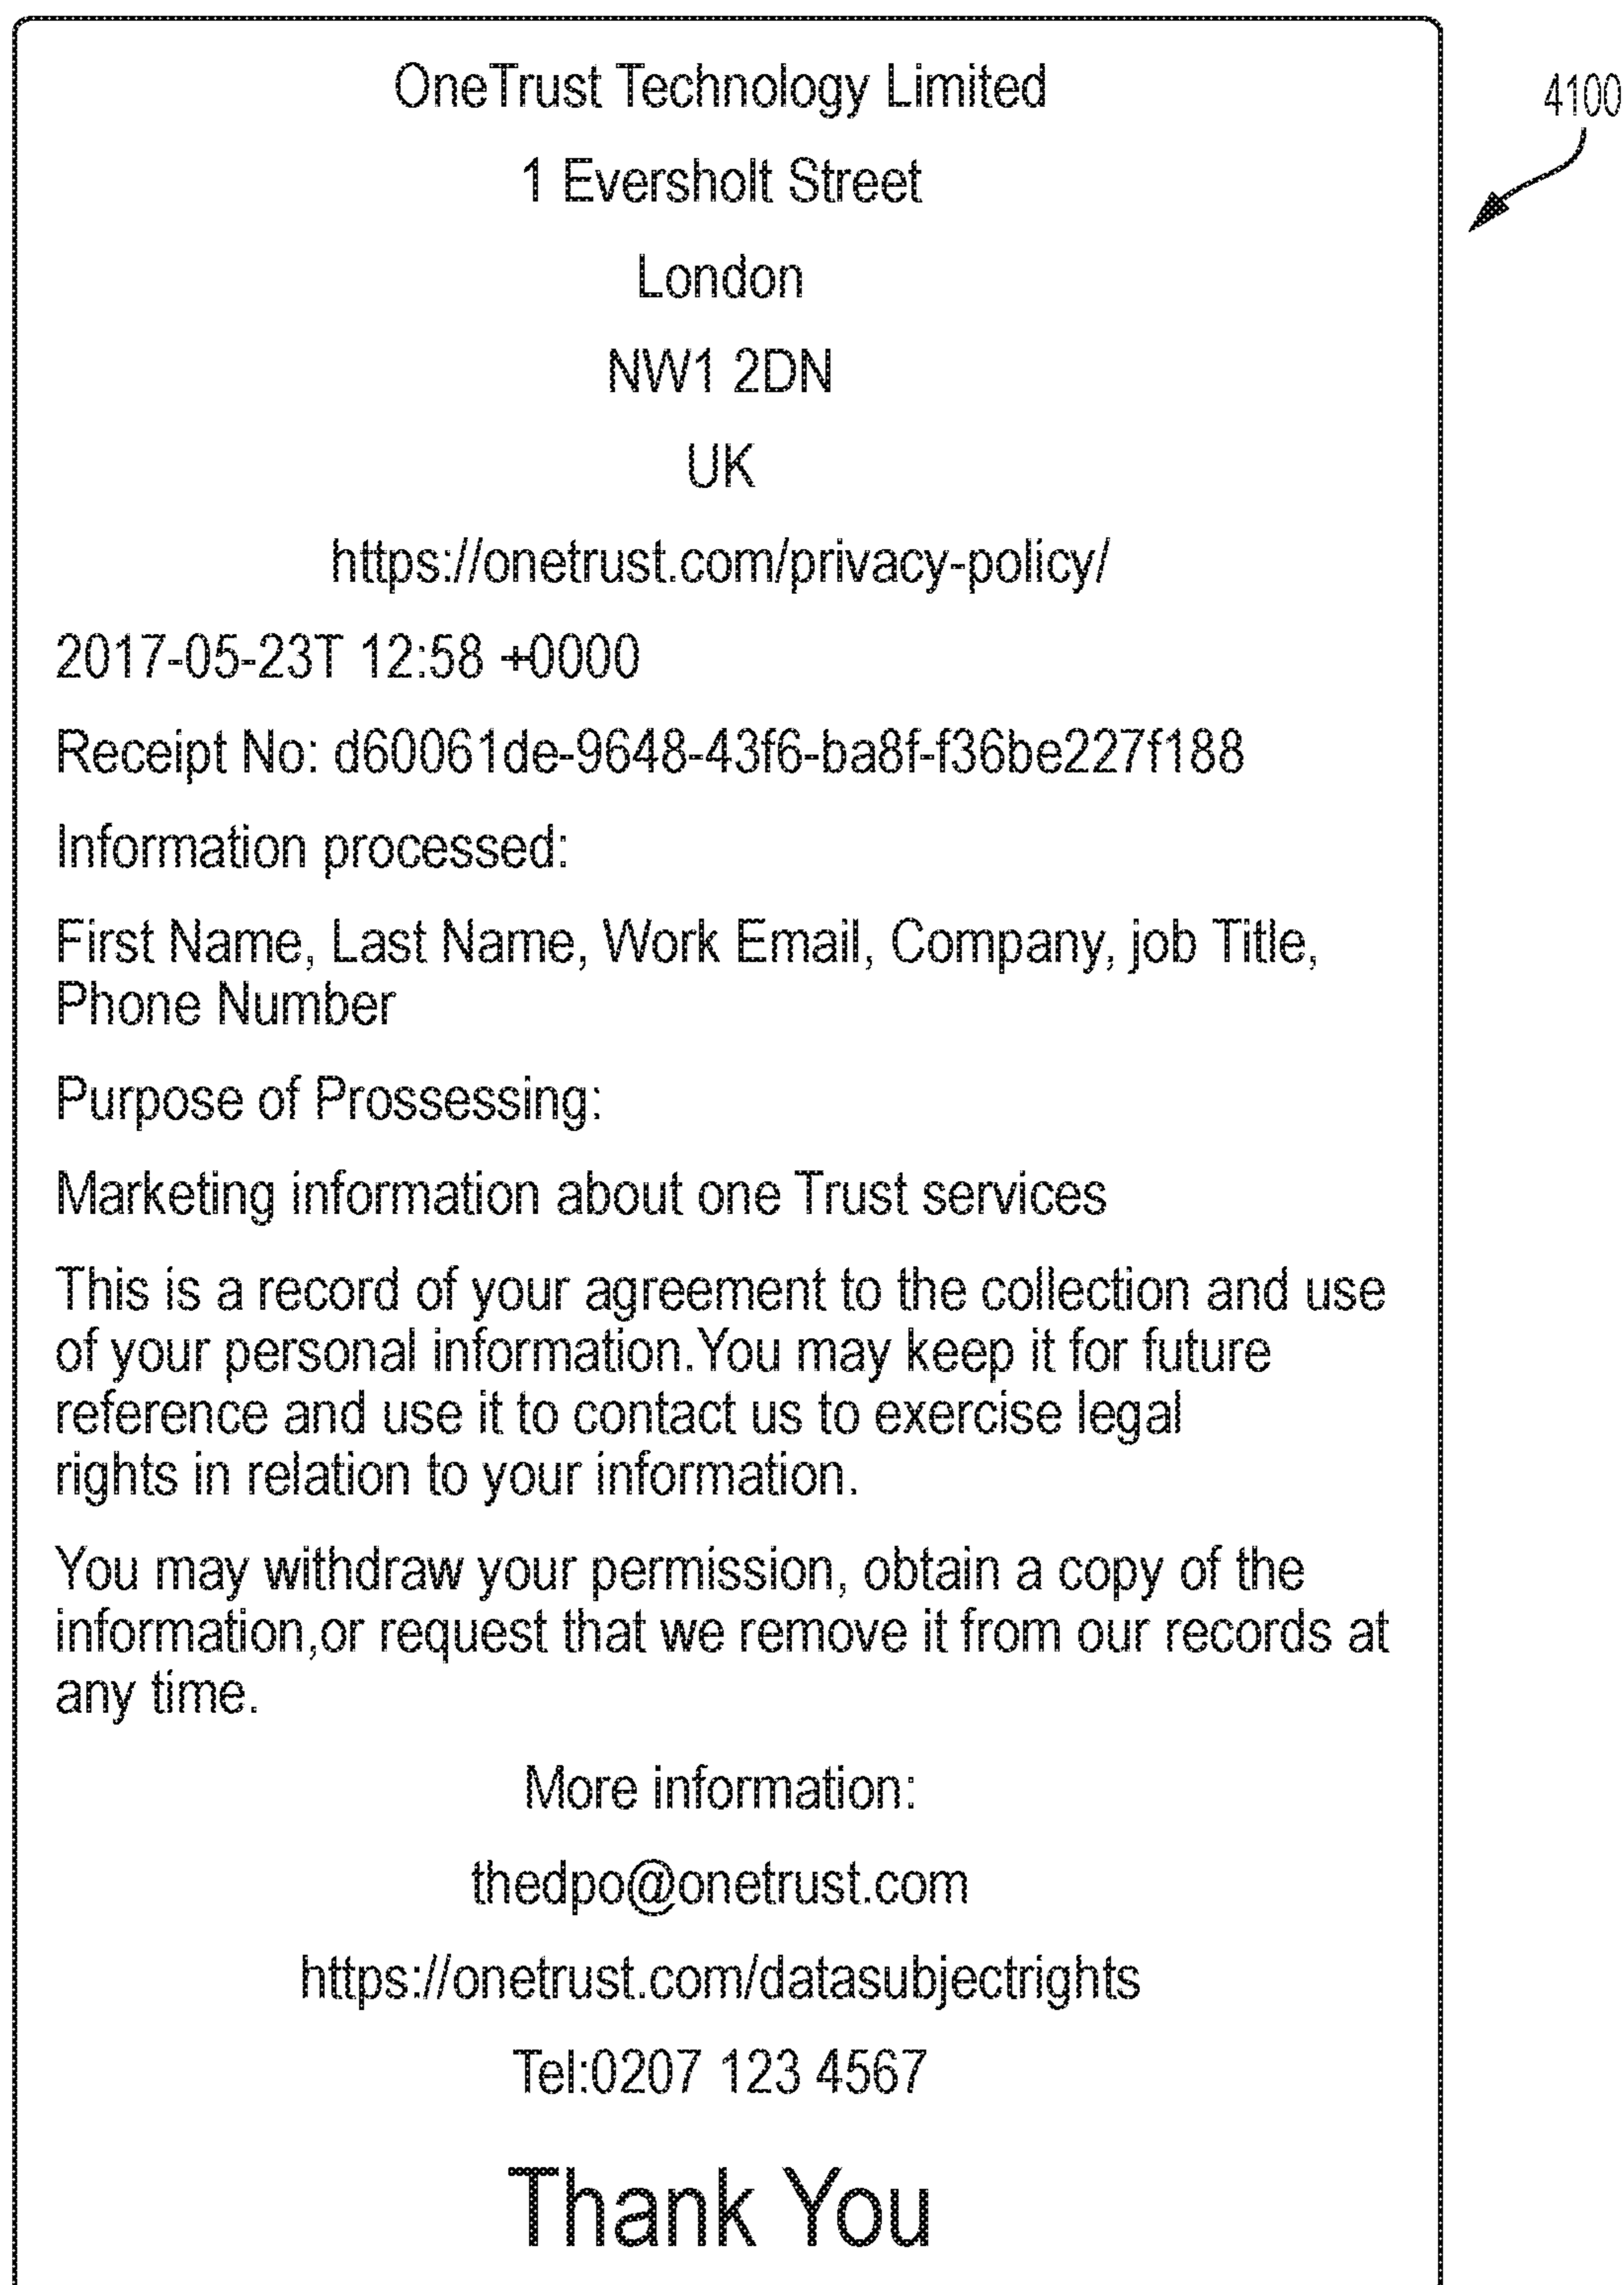 OneTrust Technology Limited
4100
1 Eversholt Street
London
NW1 2DN
UK
https://onetrust.com/privacy-policy/
2017-05-23T 12:58 +0000
Receipt No: d60061de-9648-43f6-ba8f-f36be227f188
Information processed:
First Name, Last Name, Work Email, Company, job Title,
Phone Number
Purpose of Prossessing:
Marketing information about one Trust services
This is a record of your agreement to the collection and use
of your personal information.You may keep it for future
reference and use it to contact us to exercise legal
rights in relation to your information.
You may withdraw your permission, obtain a copy of the
information,or request that we remove it from our records at
any time.
More information:
thedpo@onetrust.com
https://onetrust.com/datasubjectrights
Tel:0207 123 4567
Thank You